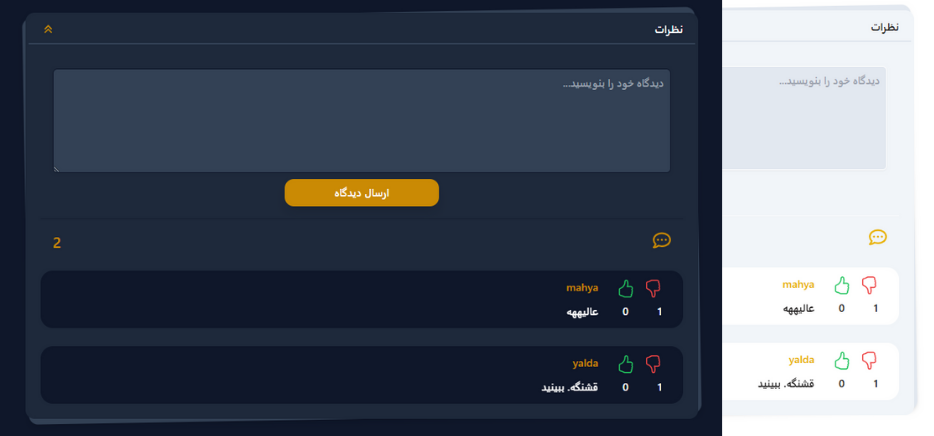 نظرات
دیدگاه خود را بنویسید...
ارسال دیدگاه
2
mahya
عالیههه
0
1
yalda
قشنگه. ببینید
0
1
نظرات
دیدگاه خود را بنویسید...
mahya
عالیههه
0
1
yalda
قشنگه. ببینید
0
1